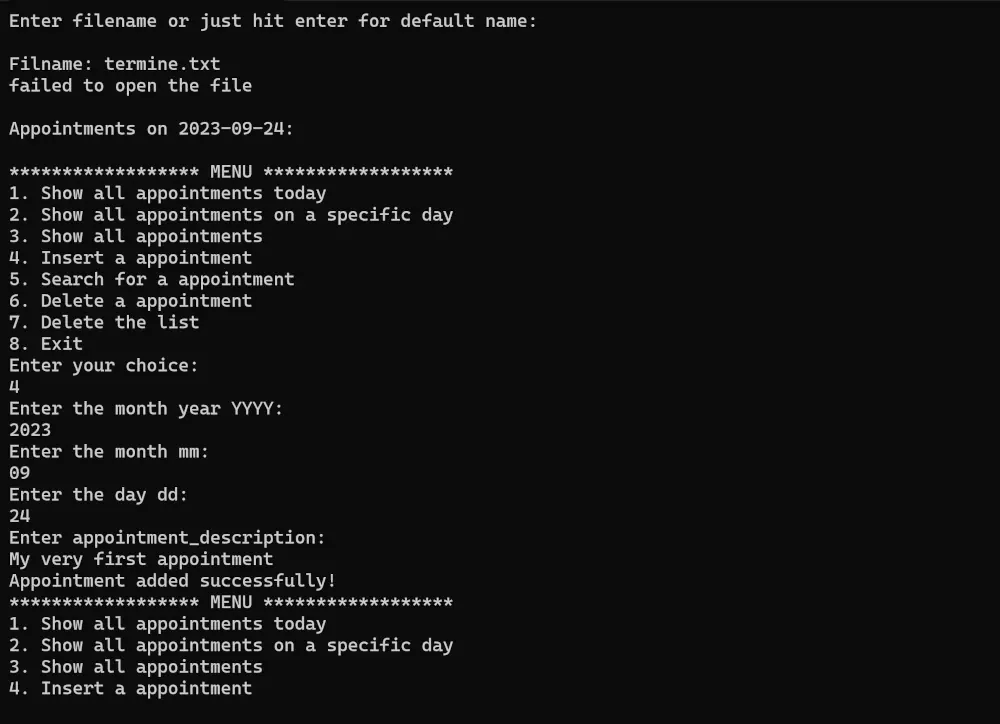 Enter filename or just hit enter for default name:
Filname: termine.txt
failed to open the file
Appointments on 2023-09-24:
****************** MENU ******************
1. Show all appointments today
2. Show all appointments on a specific day
3. Show all appointments
4. Insert a appointment
5. Search for a appointment
6. Delete a appointment
7. Delete the list
8. Exit
Enter your choice:
4
Enter the month year YYYY:
2023
Enter the month mm:
09
Enter the day dd:
24
Enter appointment_description:
My very first appointment
Appointment added successfully!
****************** MENU ******************
1. Show all appointments today
2. Show all appointments on a specific day
3. Show all appointments
4. Insert a appointment